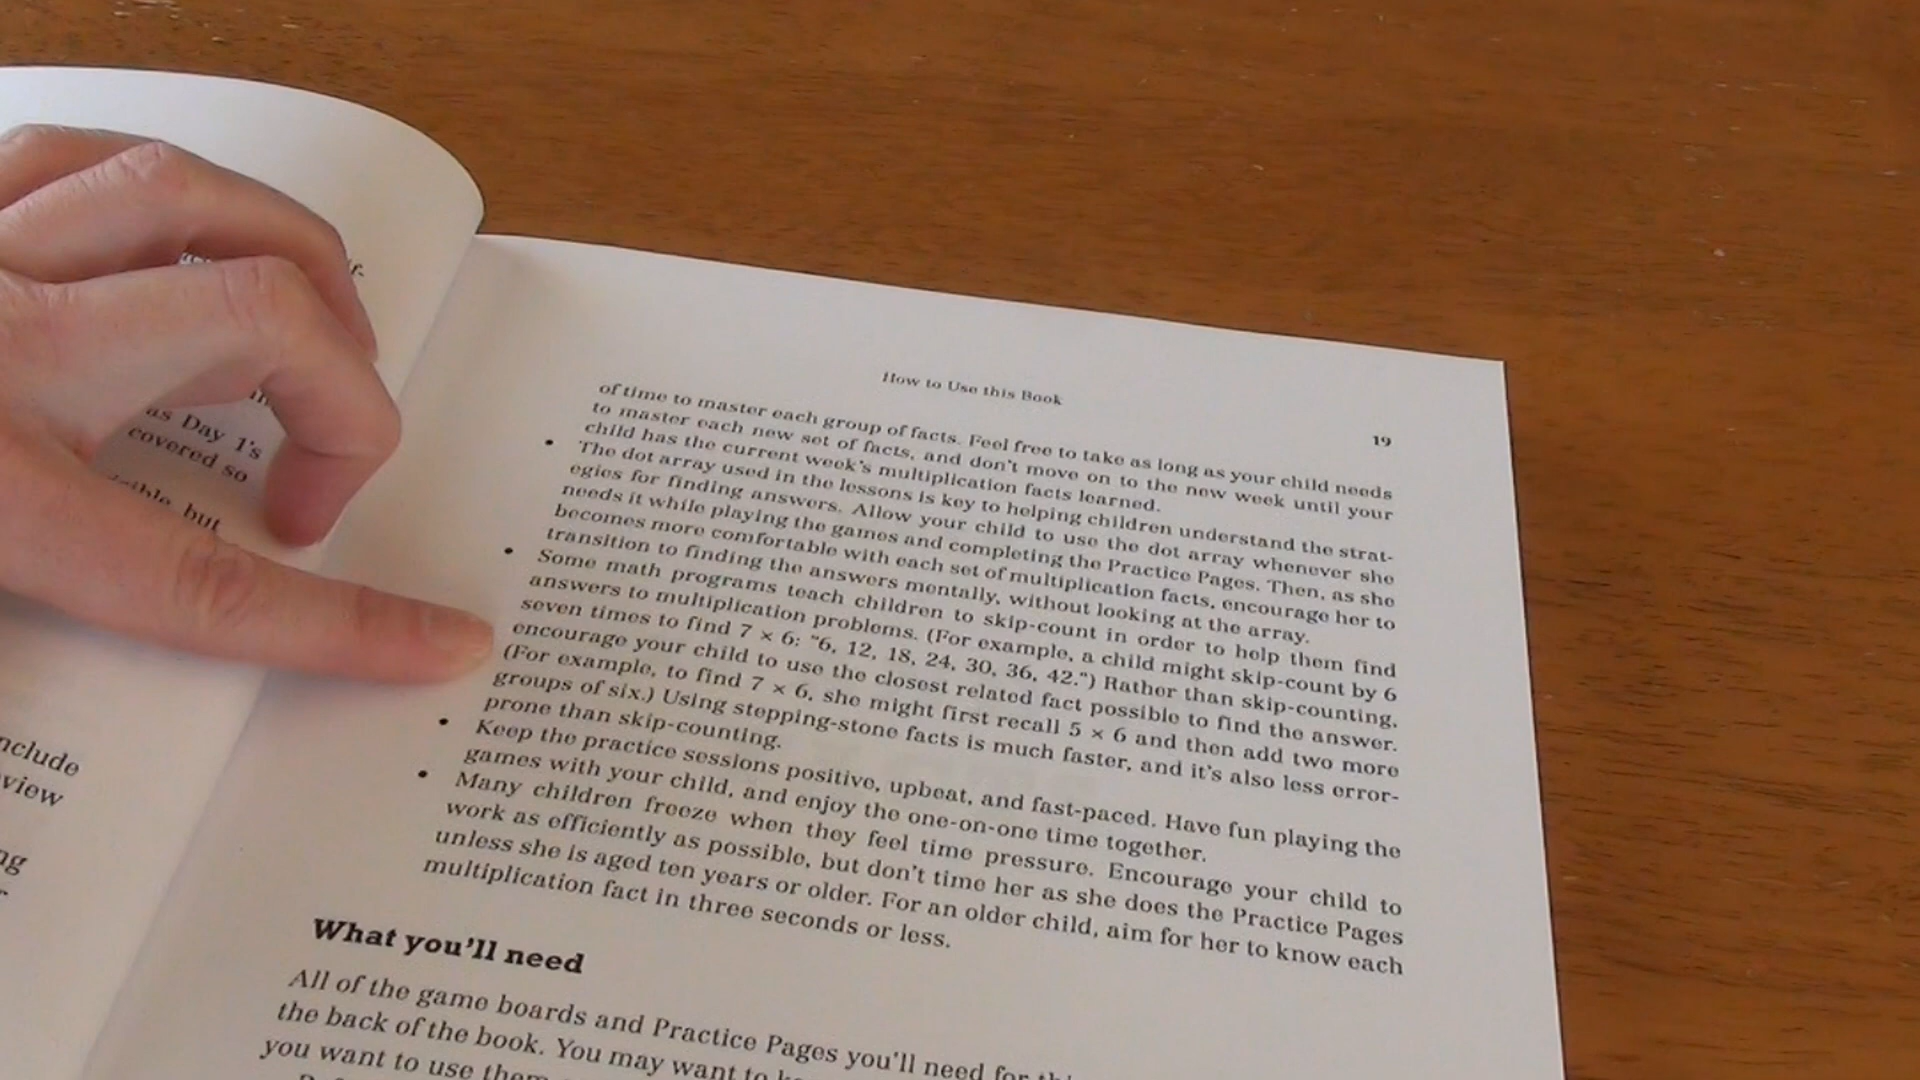 as Day 1's
covered so
but
nclude
view
ng
How to Use this Book
19
of time to master each group of facts. Feel free to take as long as your child needs
to master each new set of facts, and don't move on to the new week until your
child has the current week's multiplication facts learned.
• The dot array used in the lessons is key to helping children understand the strat-
egies for finding answers. Allow your child to use the dot array whenever she
needs it while playing the games and completing the Practice Pages. Then, as she
becomes more comfortable with each set of multiplication facts, encourage her to
transition to finding the answers mentally, without looking at the array.
• Some math programs teach children to skip-count in order to help them find
answers to multiplication problems. (For example, a child might skip-count by 6
seven times to find 7 × 6: "6, 12, 18, 24, 30, 36, 42.") Rather than skip-counting,
encourage your child to use the closest related fact possible to find the answer.
(For example, to find 7 × 6, she might first recall 5 × 6 and then add two more
groups of six.) Using stepping-stone facts is much faster, and it's also less error-
prone than skip-counting.
• Keep the practice sessions positive, upbeat, and fast-paced. Have fun playing the
games with your child, and enjoy the one-on-one time together.
• Many children freeze when they feel time pressure. Encourage your child to
work as efficiently as possible, but don't time her as she does the Practice Pages
unless she is aged ten years or older. For an older child, aim for her to know each
multiplication fact in three seconds or less.
What you'll need
All of the game boards and Practice Pages you'll need for
the back of the book. You may want to
you want to use them